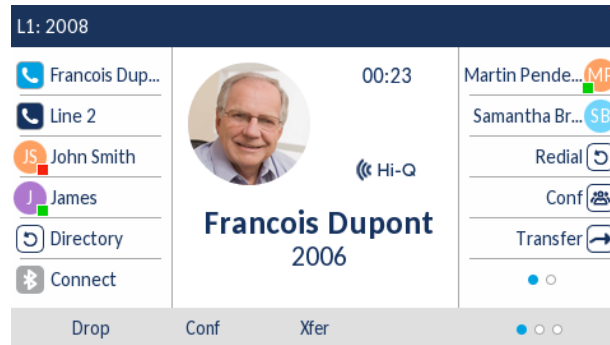 L1: 2008
Francois Dup...
Line 2
JS John Smith
J James
Directory
Connect
00:23
Hi-Q
Francois Dupont
2006
Martin Pende... MP
Samantha Br... SB
Redial
Conf
Transfer
Drop Conf Xfer